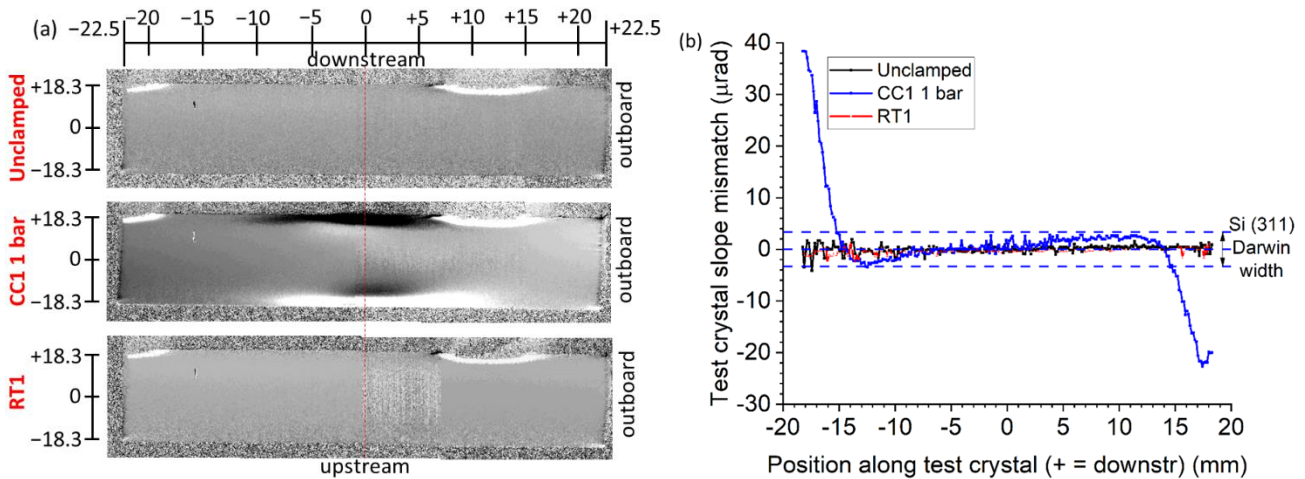 (a)
−22.5 −20 −15 −10 −5 0 +5 +10 +15 +20 +22.5
downstream
Unclamped
+18.3
0
−18.3
outboard
CC1 1 bar
+18.3
0
−18.3
outboard
RT1
+18.3
0
−18.3
outboard
upstream
(b)
Test crystal slope mismatch (μrad)
40
30
20
10
0
-10
-20
-30
Unclamped
CC1 1 bar
RT1
Si (311)
Darwin
width
-20 -15 -10 -5 0 5 10 15 20
Position along test crystal (+ = downstr) (mm)